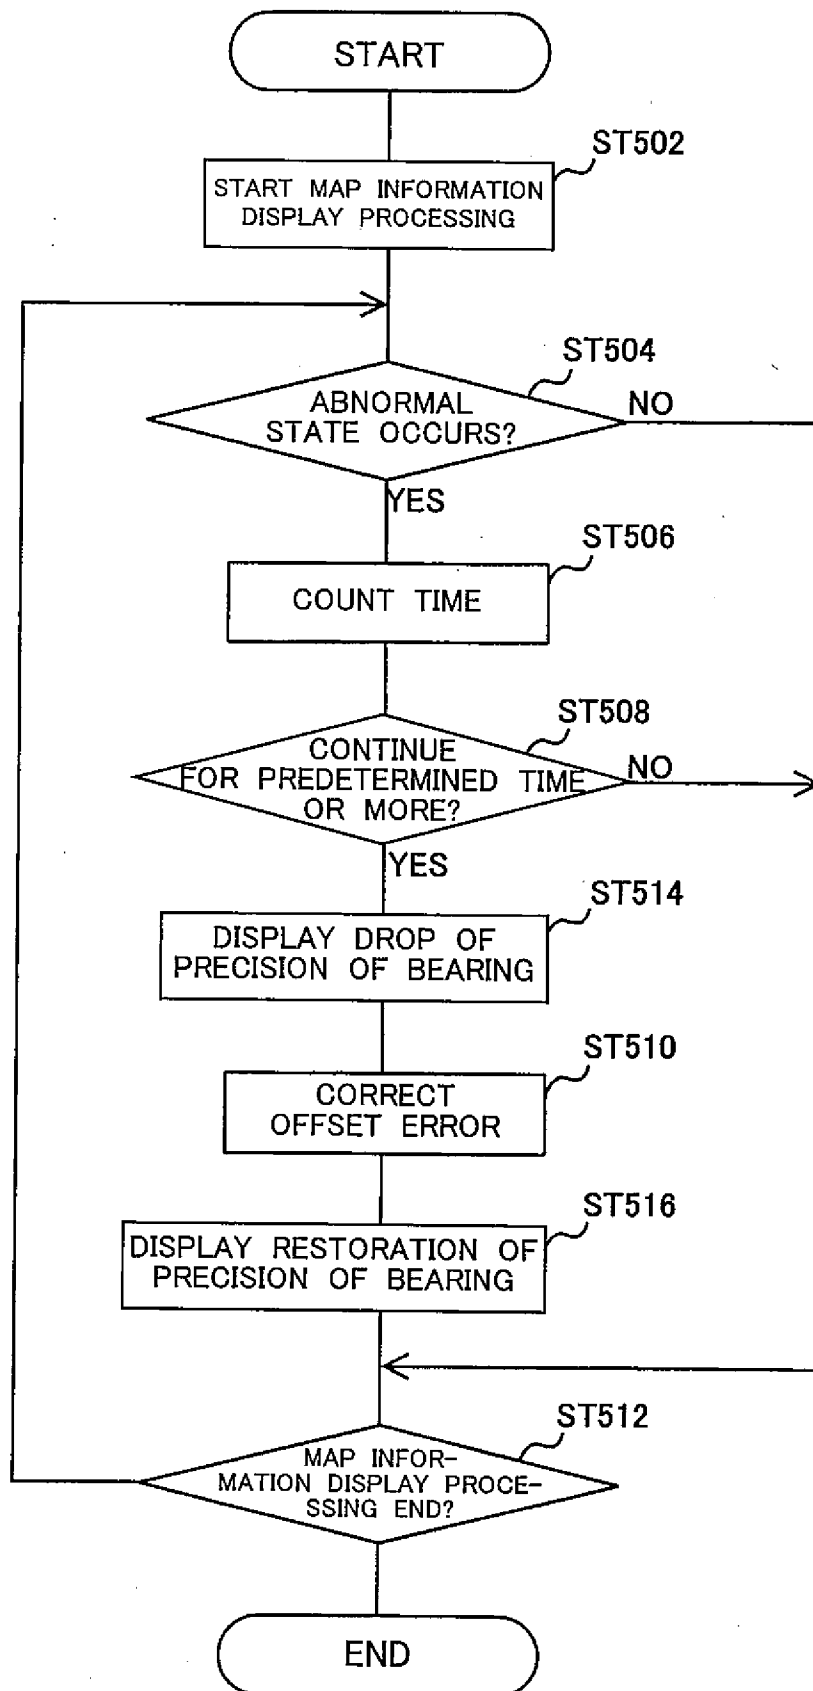 START
ST502
START MAP INFORMATION
DISPLAY PROCESSING
ST504
ABNORMAL
STATE OCCURS?
NO
YES
ST506
COUNT TIME
ST508
CONTINUE
FOR PREDETERMINED TIME
OR MORE?
NO
YES
ST514
DISPLAY DROP OF
PRECISION OF BEARING
ST510
CORRECT
OFFSET ERROR
ST516
DISPLAY RESTORATION OF
PRECISION OF BEARING
ST512
MAP INFOR-
MATION DISPLAY PROCE-
SSING END?
END